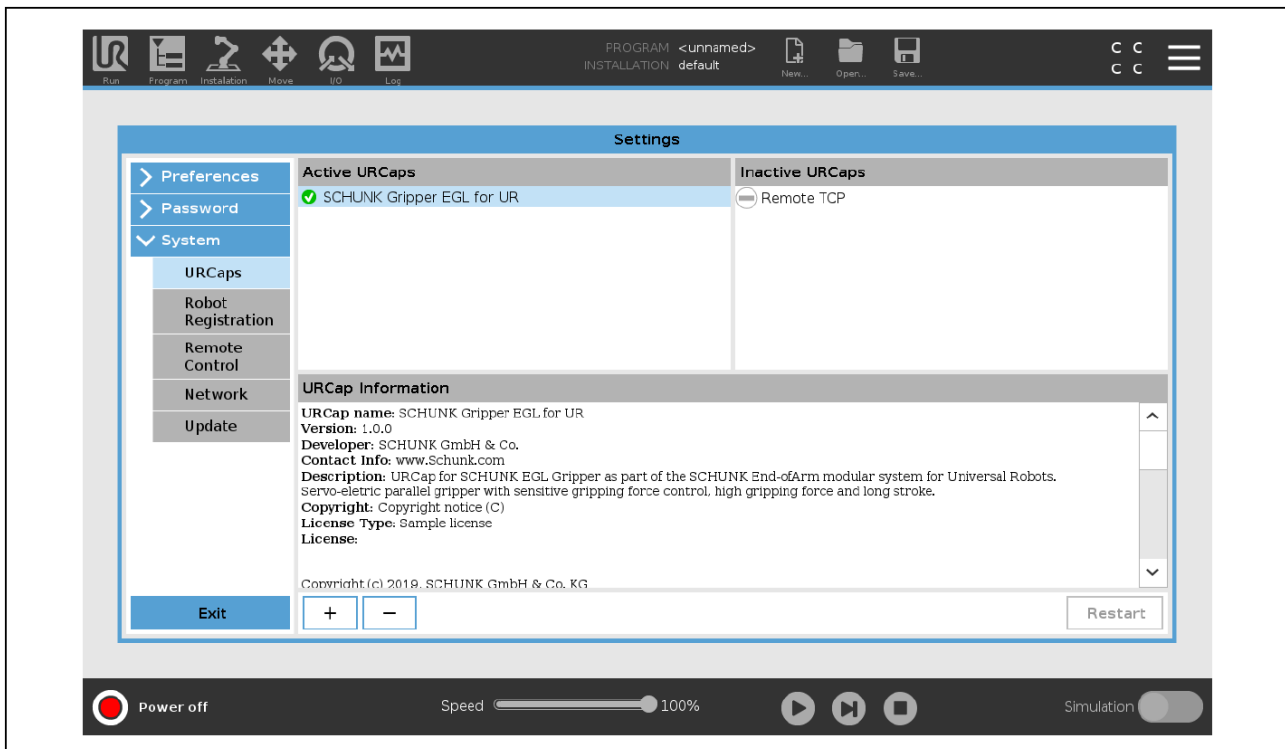 PROGRAM <unnamed>
INSTALLATION default
C C
C C
Run
Program
Instalation
Move
I/O
Log
New...
Open...
Save...
Settings
Preferences
Password
System
URCaps
Robot
Registration
Remote
Control
Network
Update
Exit
Active URCaps
SCHUNK Gripper EGL for UR
Inactive URCaps
Remote TCP
URCap Information
URCap name: SCHUNK Gripper EGL for UR
Version: 1.0.0
Developer: SCHUNK GmbH & Co.
Contact Info: www.Schunk.com
Description: URCap for SCHUNK EGL Gripper as part of the SCHUNK End-ofArm modular system for Universal Robots.
Servo-eletric parallel gripper with sensitive gripping force control, high gripping force and long stroke.
Copyright: Copyright notice (C)
License Type: Sample license
License:
Copyright (c) 2019, SCHUNK GmbH & Co. KG
+
−
Restart
Power off
Speed
100%
Simulation